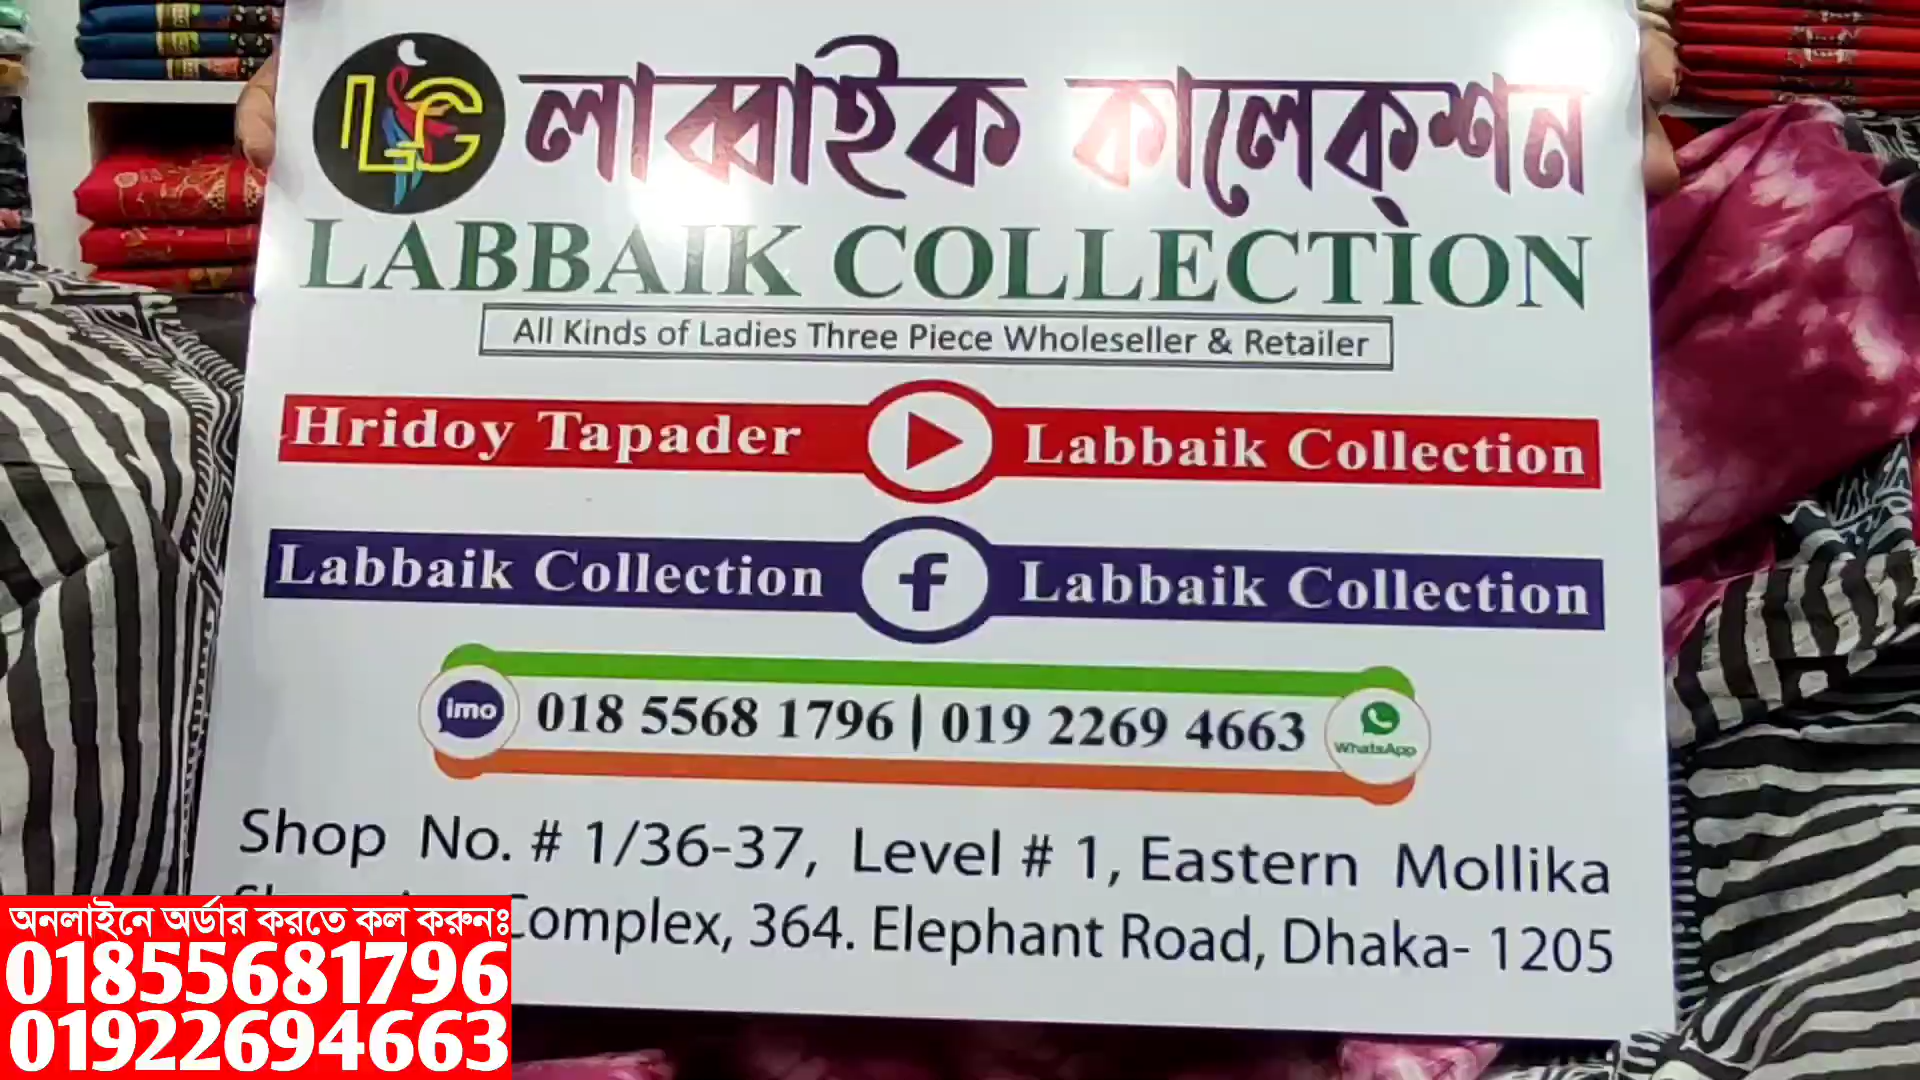 LC লাব্বাইক কালেক্শন
LABBAIK COLLECTION
All Kinds of Ladies Three Piece Wholeseller & Retailer
Hridoy Tapader Labbaik Collection
Labbaik Collection f Labbaik Collection
imo 018 5568 1796 | 019 2269 4663 WhatsApp
Shop No. # 1/36-37, Level # 1, Eastern Mollika
Complex, 364. Elephant Road, Dhaka- 1205
অনলাইনে অর্ডার করতে কল করুনঃ
01855681796
01922694663